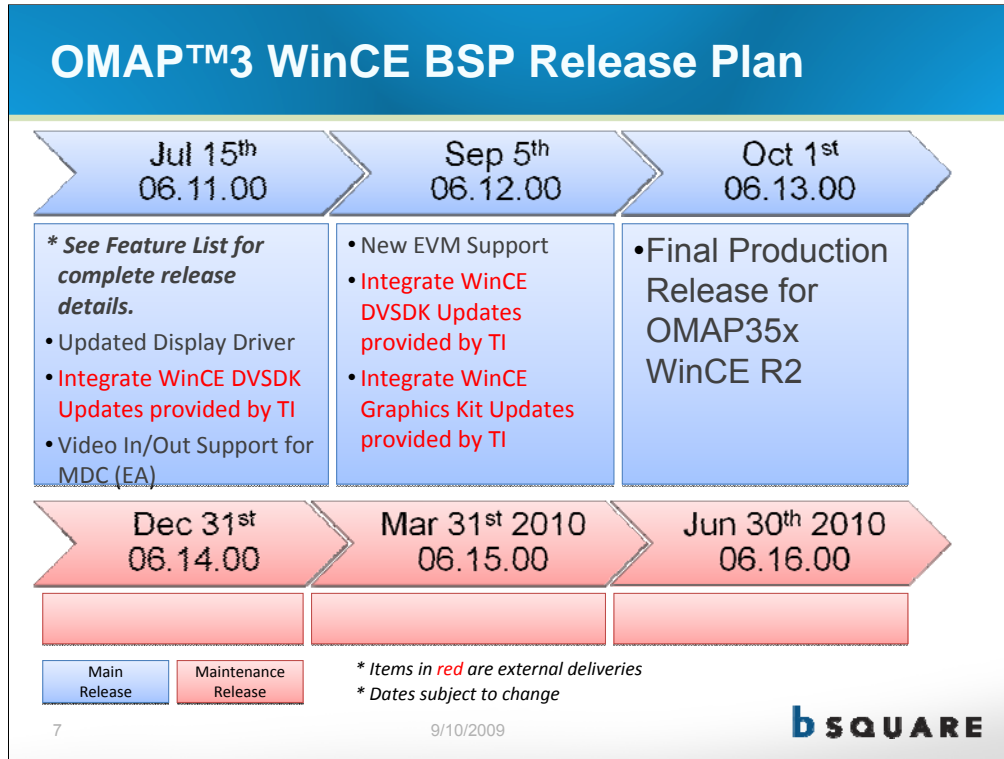 OMAP™3 WinCE BSP Release Plan
Jul 15th
06.11.00
Sep 5th
06.12.00
Oct 1st
06.13.00
* See Feature List for
complete release
details.
• Updated Display Driver
• Integrate WinCE DVSDK
Updates provided by TI
• Video In/Out Support for
MDC (EA)
• New EVM Support
• Integrate WinCE
DVSDK Updates
provided by TI
• Integrate WinCE
Graphics Kit Updates
provided by TI
• Final Production
Release for
OMAP35x
WinCE R2
Dec 31st
06.14.00
Mar 31st 2010
06.15.00
Jun 30th 2010
06.16.00
Main
Release
Maintenance
Release
* Items in red are external deliveries
* Dates subject to change
7
9/10/2009
b SQUARE